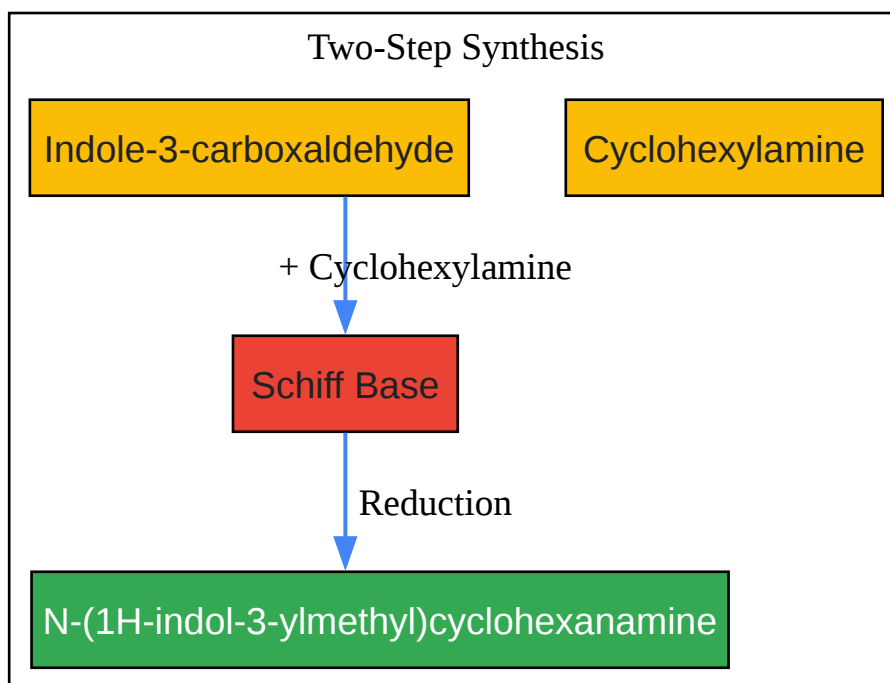 Two-Step Synthesis
Indole-3-carboxaldehyde
Cyclohexylamine
+ Cyclohexylamine
Schiff Base
Reduction
N-(1H-indol-3-ylmethyl)cyclohexanamine